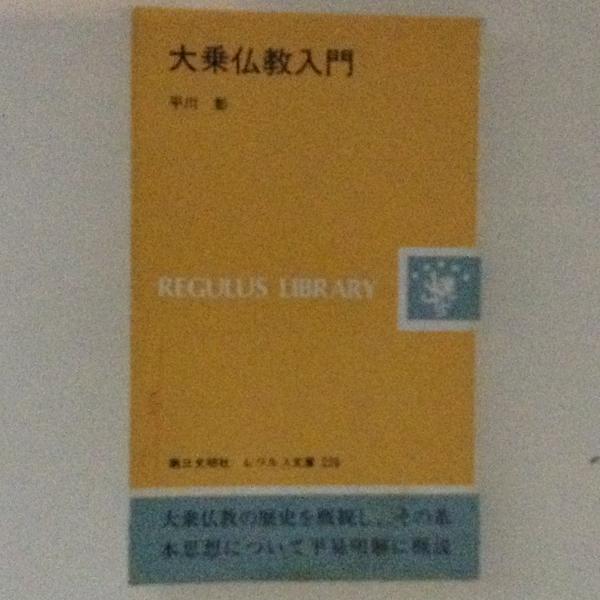 大乗仏教入門
平川 彰
REGULUS LIBRARY
第三文明社 レグルス文庫
大乗仏教の歴史を概観し、その基
本思想について平易明解に概説